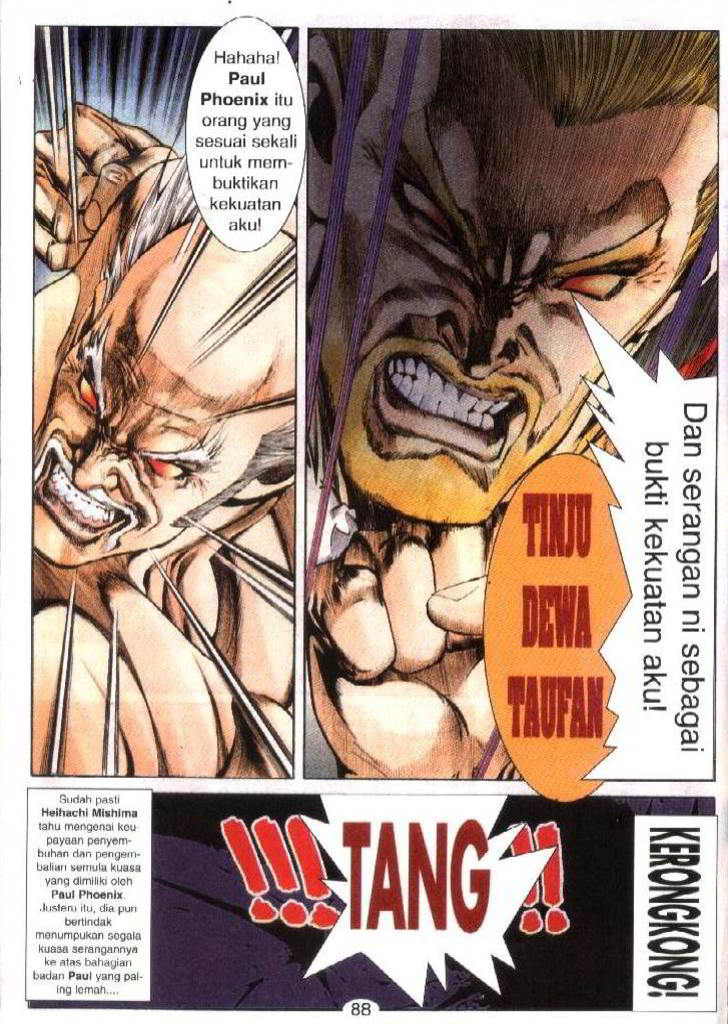 Hahaha!
Paul
Phoenix itu
orang yang
sesuai sekali
untuk mem-
buktikan
kekuatan
aku!
Dan serangan ni sebagai
bukti kekuatan aku!
TINJU
DEWA
TAUFAN
Sudah pasti
Heihachi Mishima
tahu mengenai keu-
payaan penyem-
buhan dan pengem-
balian semula kuasa
yang dimiliki oleh
Paul Phoenix.
Justeru itu, dia pun
bertindak
menumpukan segala
kuasa serangannya
ke atas bahagian
badan Paul yang pal-
ing lemah....
!!! TANG !!
KERONGKONG!
88